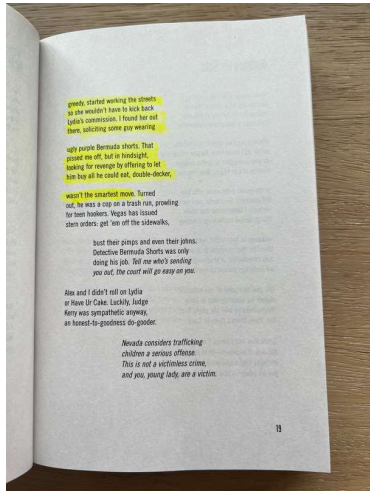 greedy, started working the streets
so she wouldn't have to kick back
Lydia's commission. I found her out
there, soliciting some guy wearing
ugly purple Bermuda shorts. That
pissed me off, but in hindsight,
looking for revenge by offering to let
him buy all he could eat, double-decker,
wasn't the smartest move. Turned
out, he was a cop on a trash run, prowling
for teen hookers. Vegas has issued
stern orders: get 'em off the sidewalks,
bust their pimps and even their johns.
Detective Bermuda Shorts was only
doing his job. Tell me who's sending
you out, the court will go easy on you.
Alex and I didn't roll on Lydia
or Have Ur Cake. Luckily, Judge
Kerry was sympathetic anyway,
an honest-to-goodness do-gooder.
Nevada considers trafficking
children a serious offense.
This is not a victimless crime,
and you, young lady, are a victim.
19